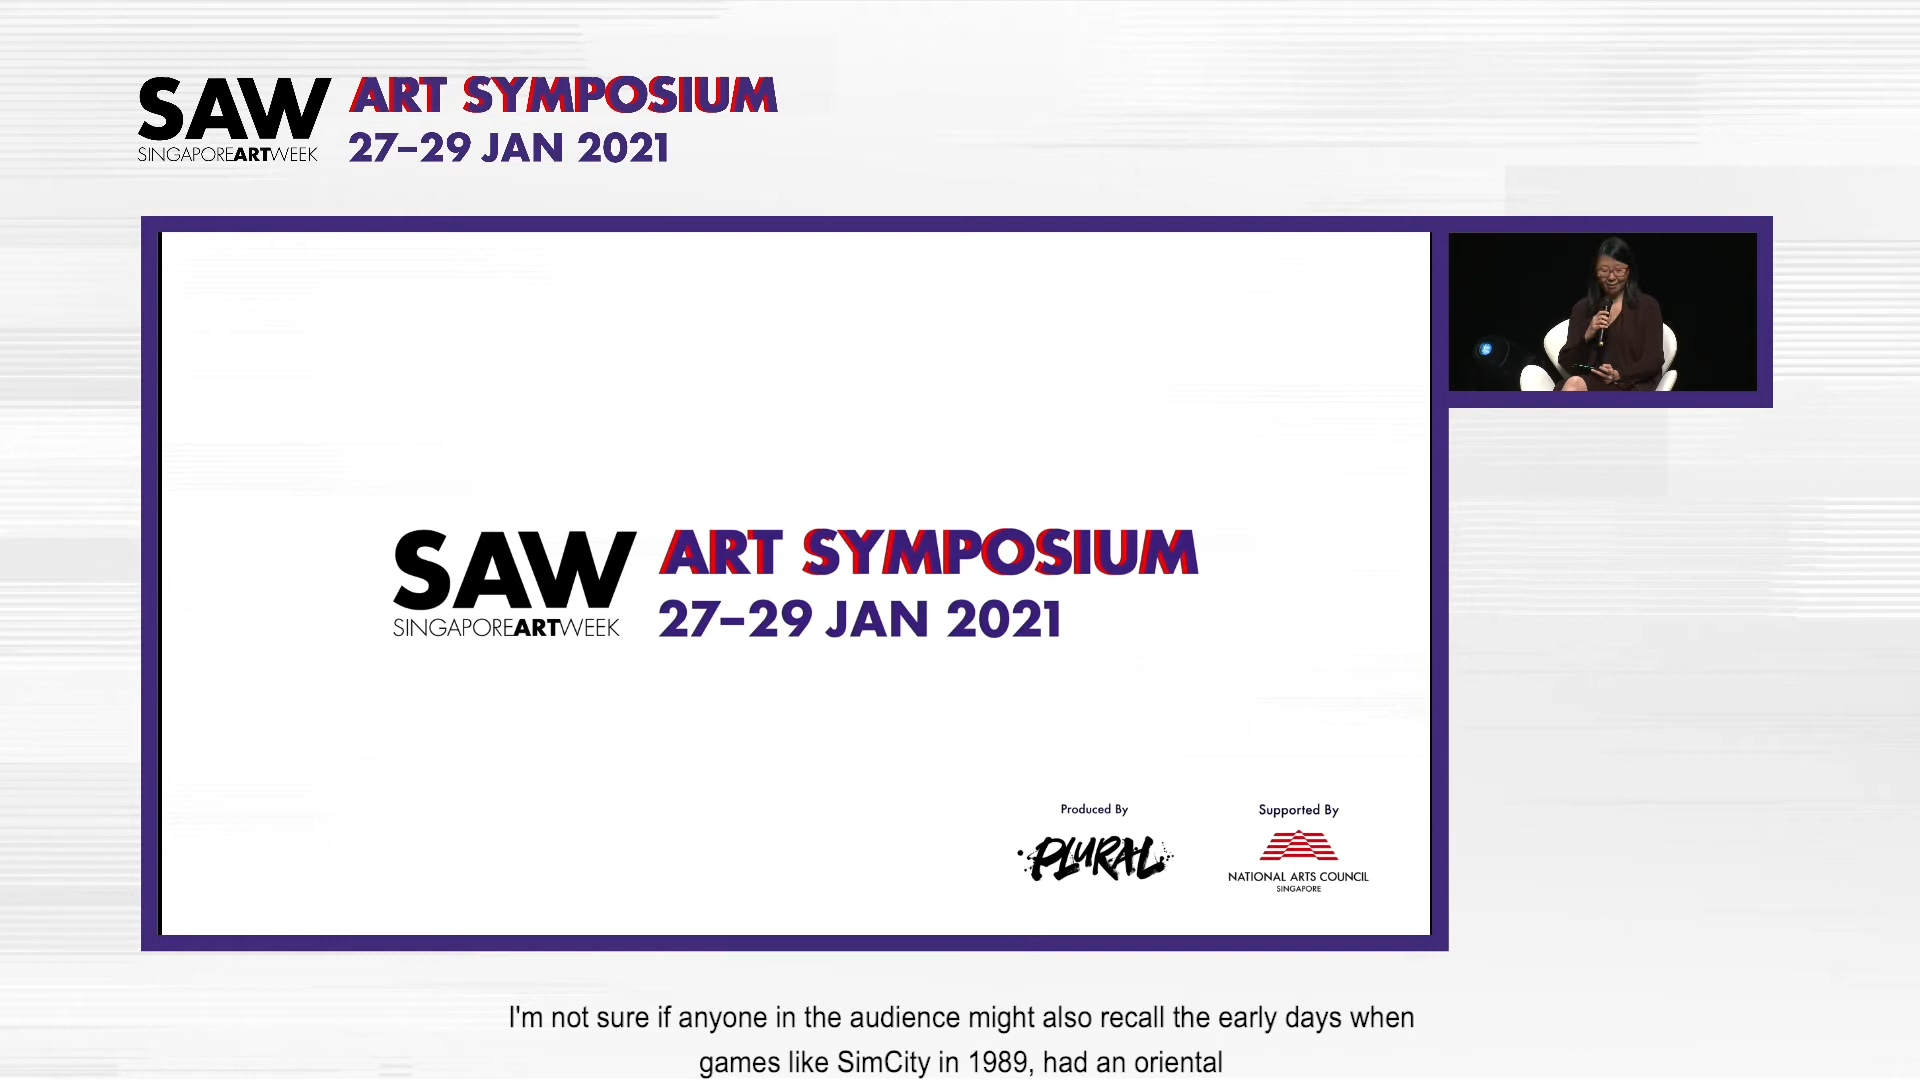 SAW
SINGAPOREARTWEEK
ART SYMPOSIUM
27–29 JAN 2021
SAW
SINGAPOREARTWEEK
ART SYMPOSIUM
27–29 JAN 2021
Produced By
PLURAL
Supported By
NATIONAL ARTS COUNCIL
SINGAPORE
I'm not sure if anyone in the audience might also recall the early days when
games like SimCity in 1989, had an oriental